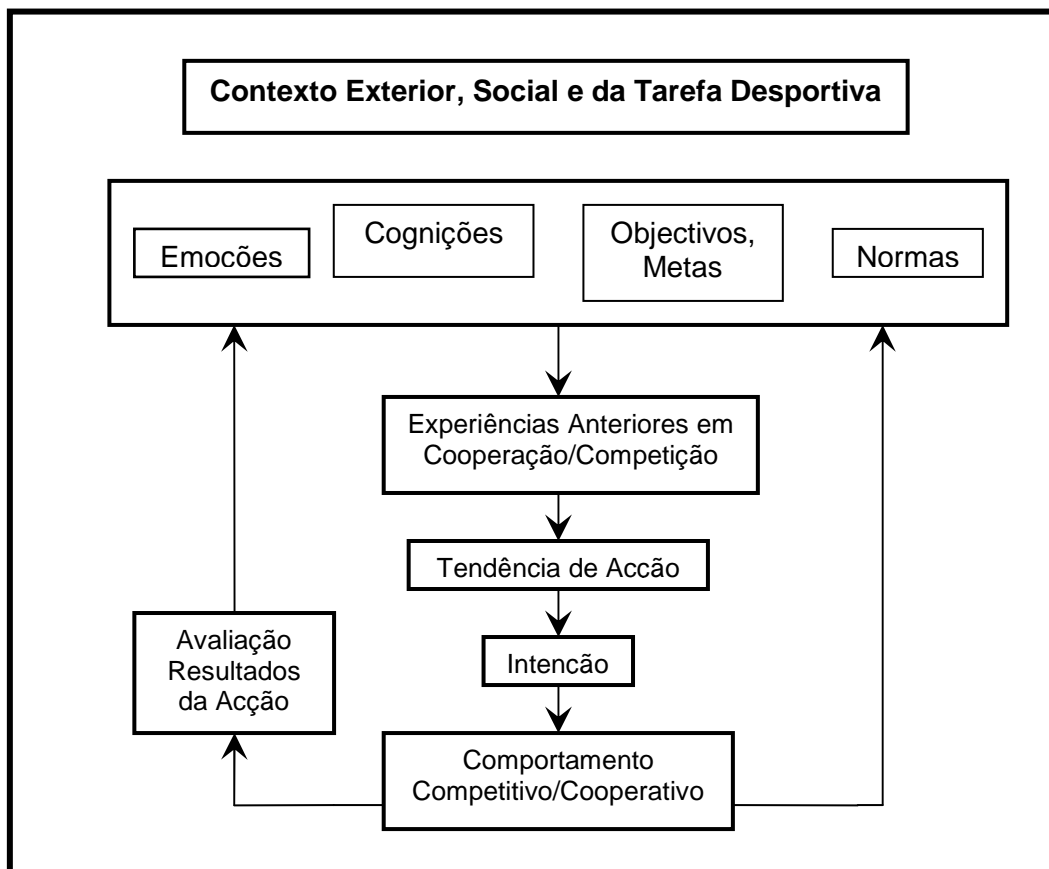 Contexto Exterior, Social e da Tarefa Desportiva
Emocões
Cognições
Objectivos,
Metas
Normas
Experiências Anteriores em
Cooperação/Competição
Tendência de Accão
Intencão
Avaliação
Resultados
da Acção
Comportamento
Competitivo/Cooperativo